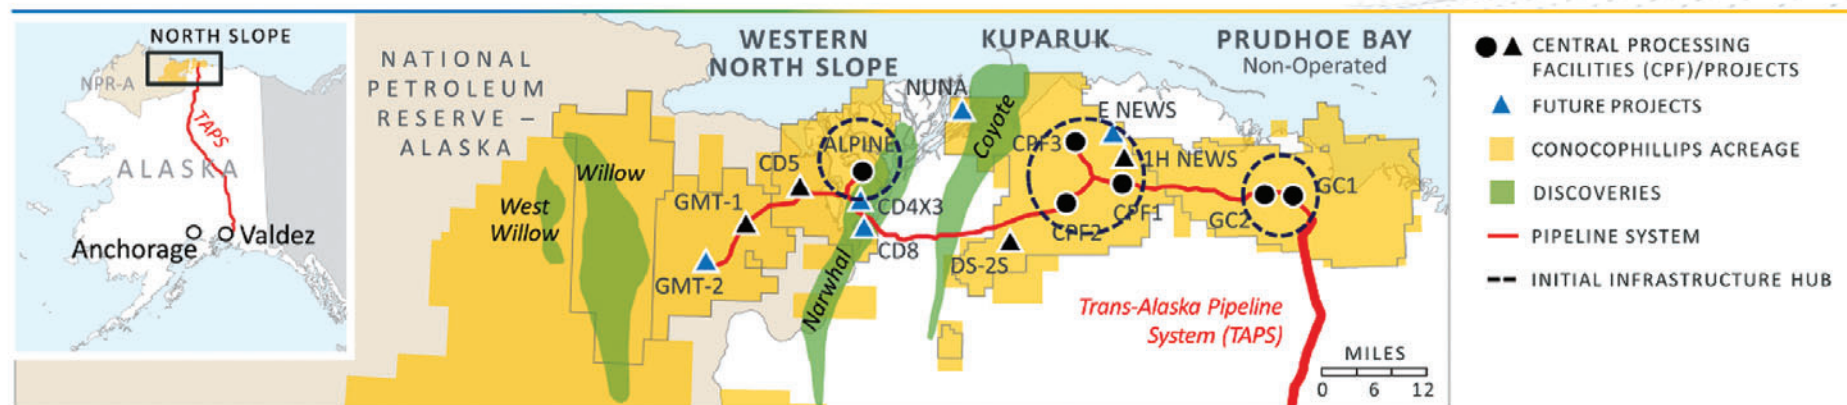 NORTH SLOPE
NPR-A
TAPS
ALASKA
Anchorage
Valdez
NATIONAL
PETROLEUM
RESERVE –
ALASKA
WESTERN
NORTH SLOPE
KUPARUK
PRUDHOE BAY
Non-Operated
NUNA
Coyote
E NEWS
CPF3
1H NEWS
ALPINE
CD5
Willow
West
Willow
GMT-1
GMT-2
CD4X3
CD8
Narwhal
CPF1
CPF2
DS-2S
GC1
GC2
Trans-Alaska Pipeline
System (TAPS)
MILES
0 6 12
CENTRAL PROCESSING
FACILITIES (CPF)/PROJECTS
FUTURE PROJECTS
CONOCOPHILLIPS ACREAGE
DISCOVERIES
PIPELINE SYSTEM
INITIAL INFRASTRUCTURE HUB